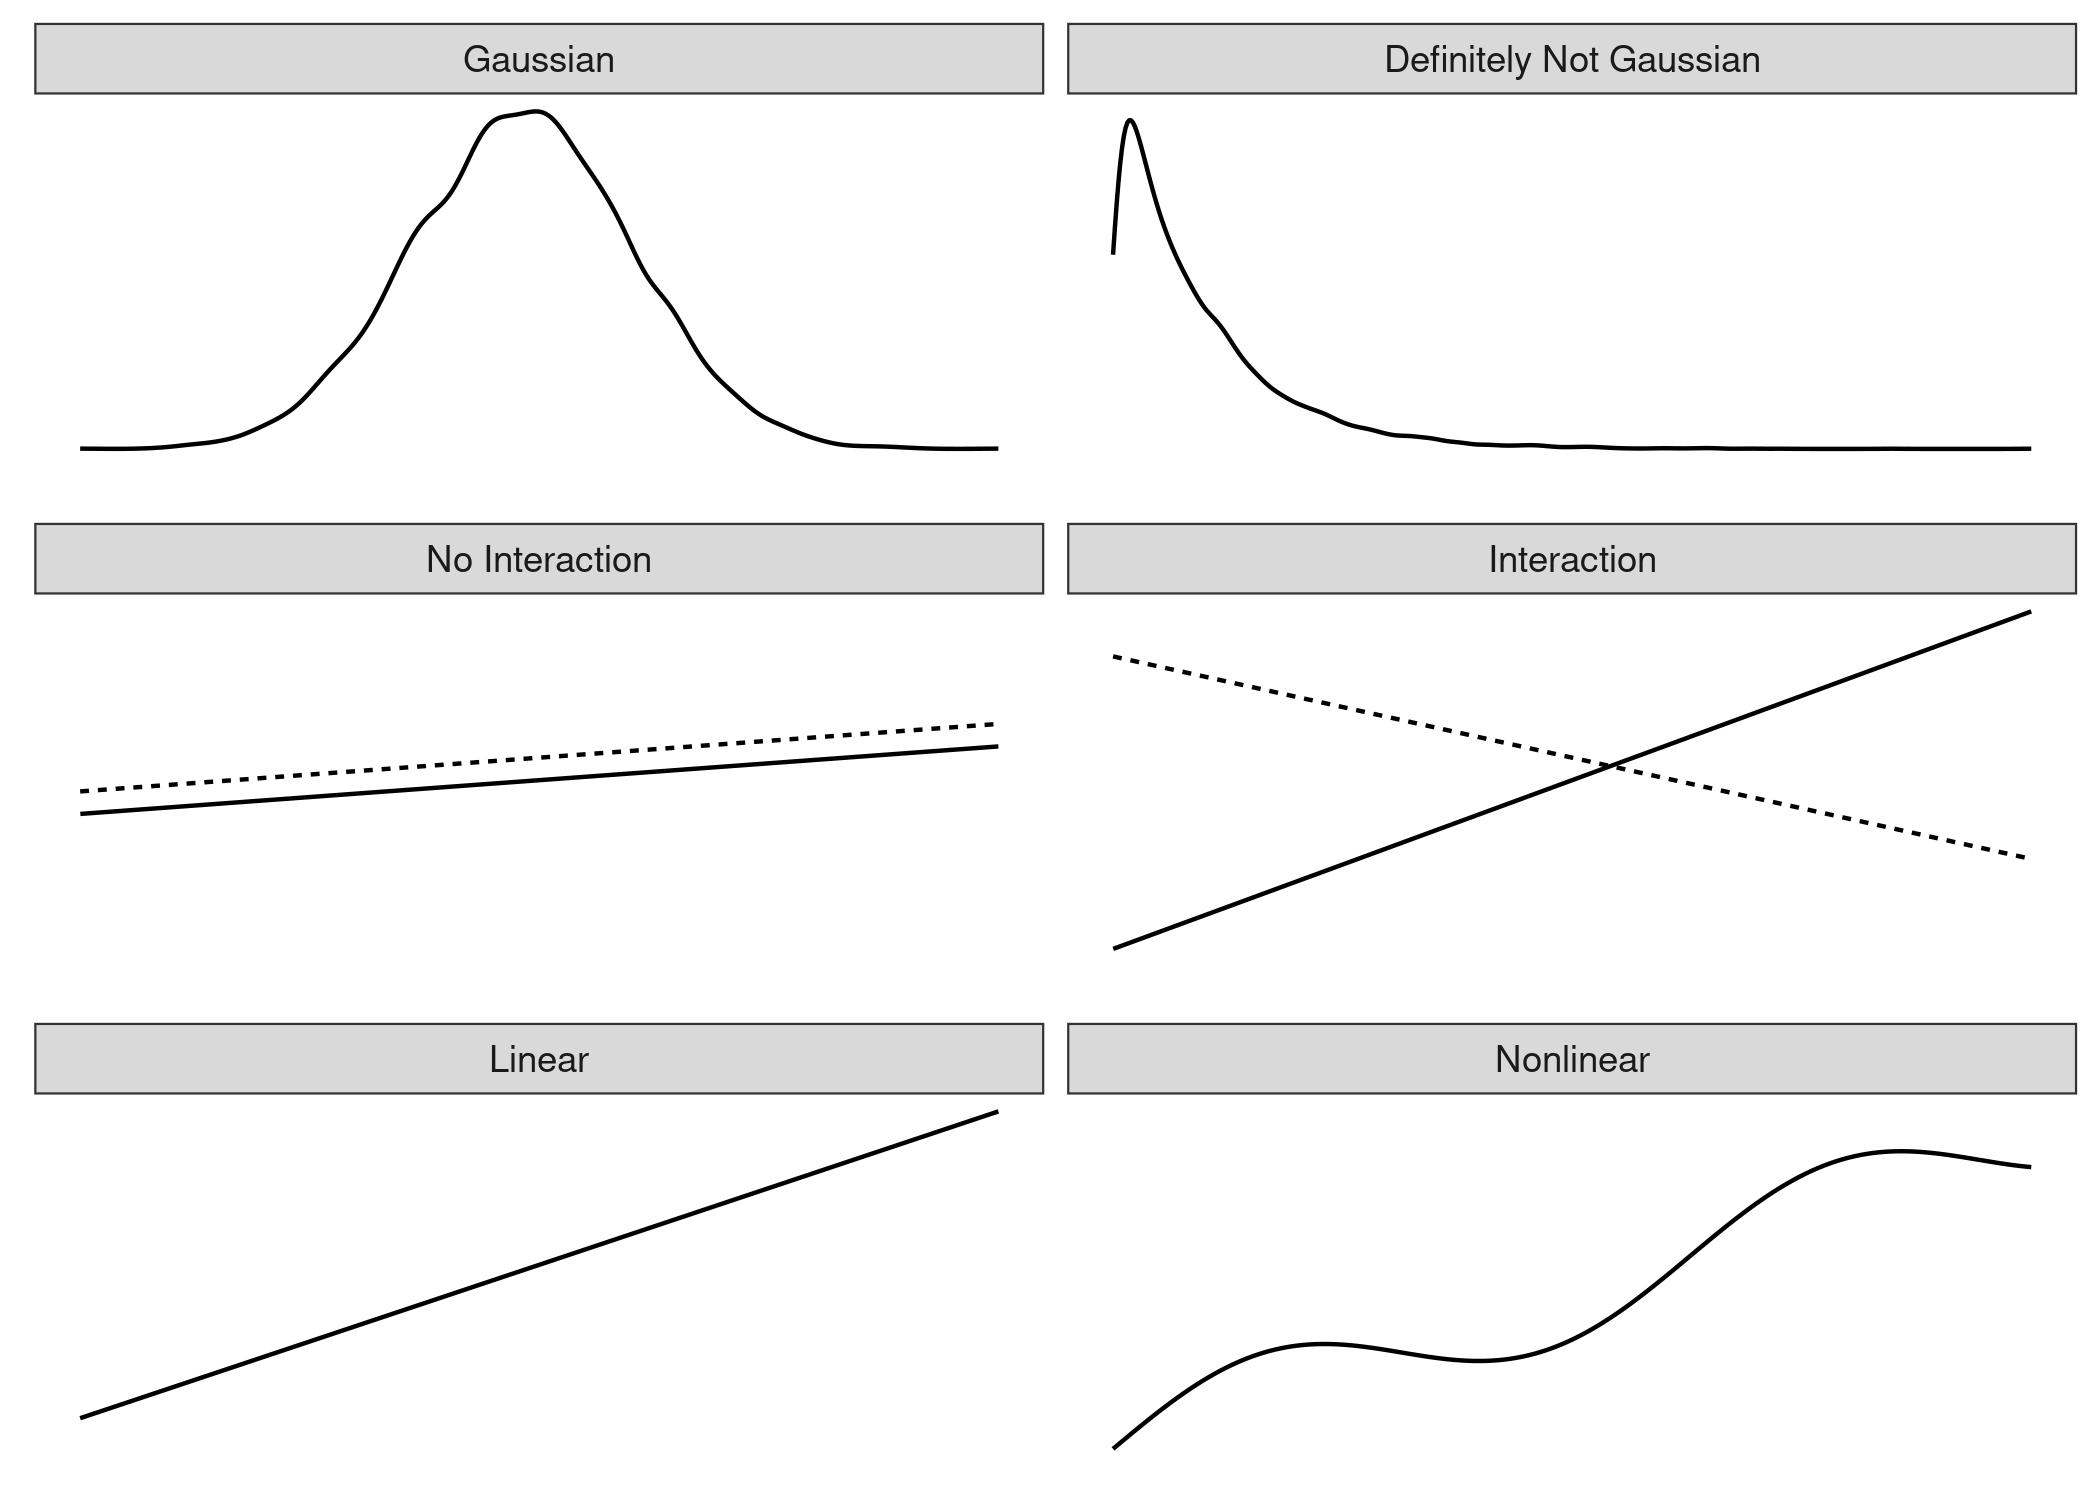 Gaussian
Definitely Not Gaussian
No Interaction
Interaction
Linear
Nonlinear